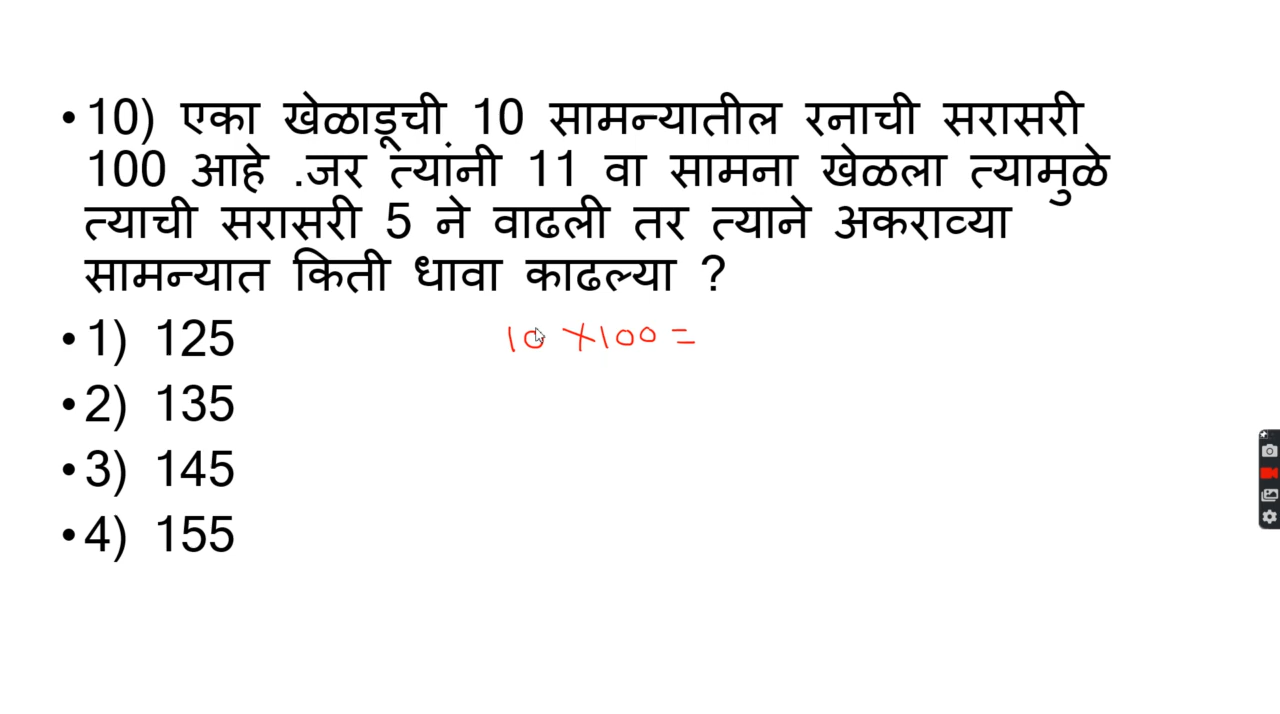 • 10) एका खेळाडूची 10 सामन्यातील रनाची सरासरी
100 आहे .जर त्यांनी 11 वा सामना खेळला त्यामुळे
त्याची सरासरी 5 ने वाढली तर त्याने अकराव्या
सामन्यात किती धावा काढल्या ?
• 1) 125
10 × 100 =
• 2) 135
• 3) 145
• 4) 155